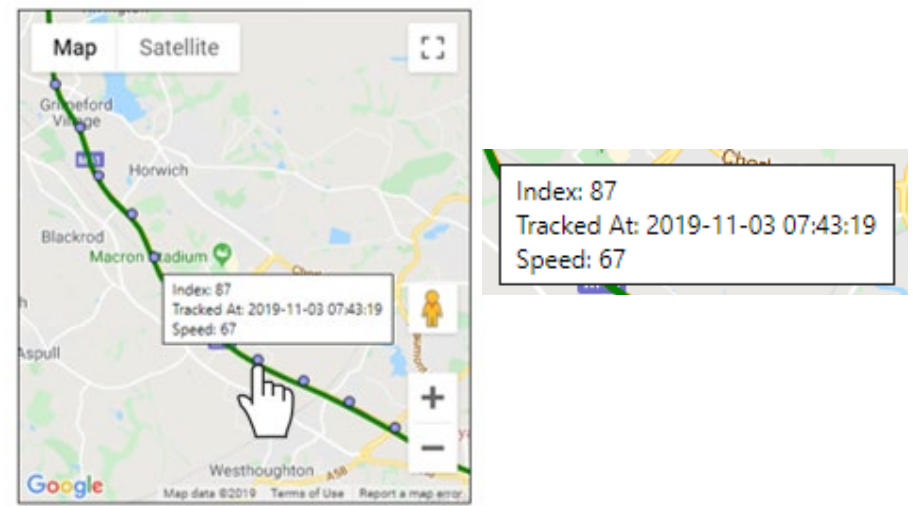 Map
Satellite
Village
Horwich
Blackrod
Macron Stadium
Index: 87
Tracked At: 2019-11-03 07:43:19
Speed: 67
Aspull
Westhoughton
A58
Google
Map data ©2019
Terms of Use
Report a map error
Index: 87
Tracked At: 2019-11-03 07:43:19
Speed: 67